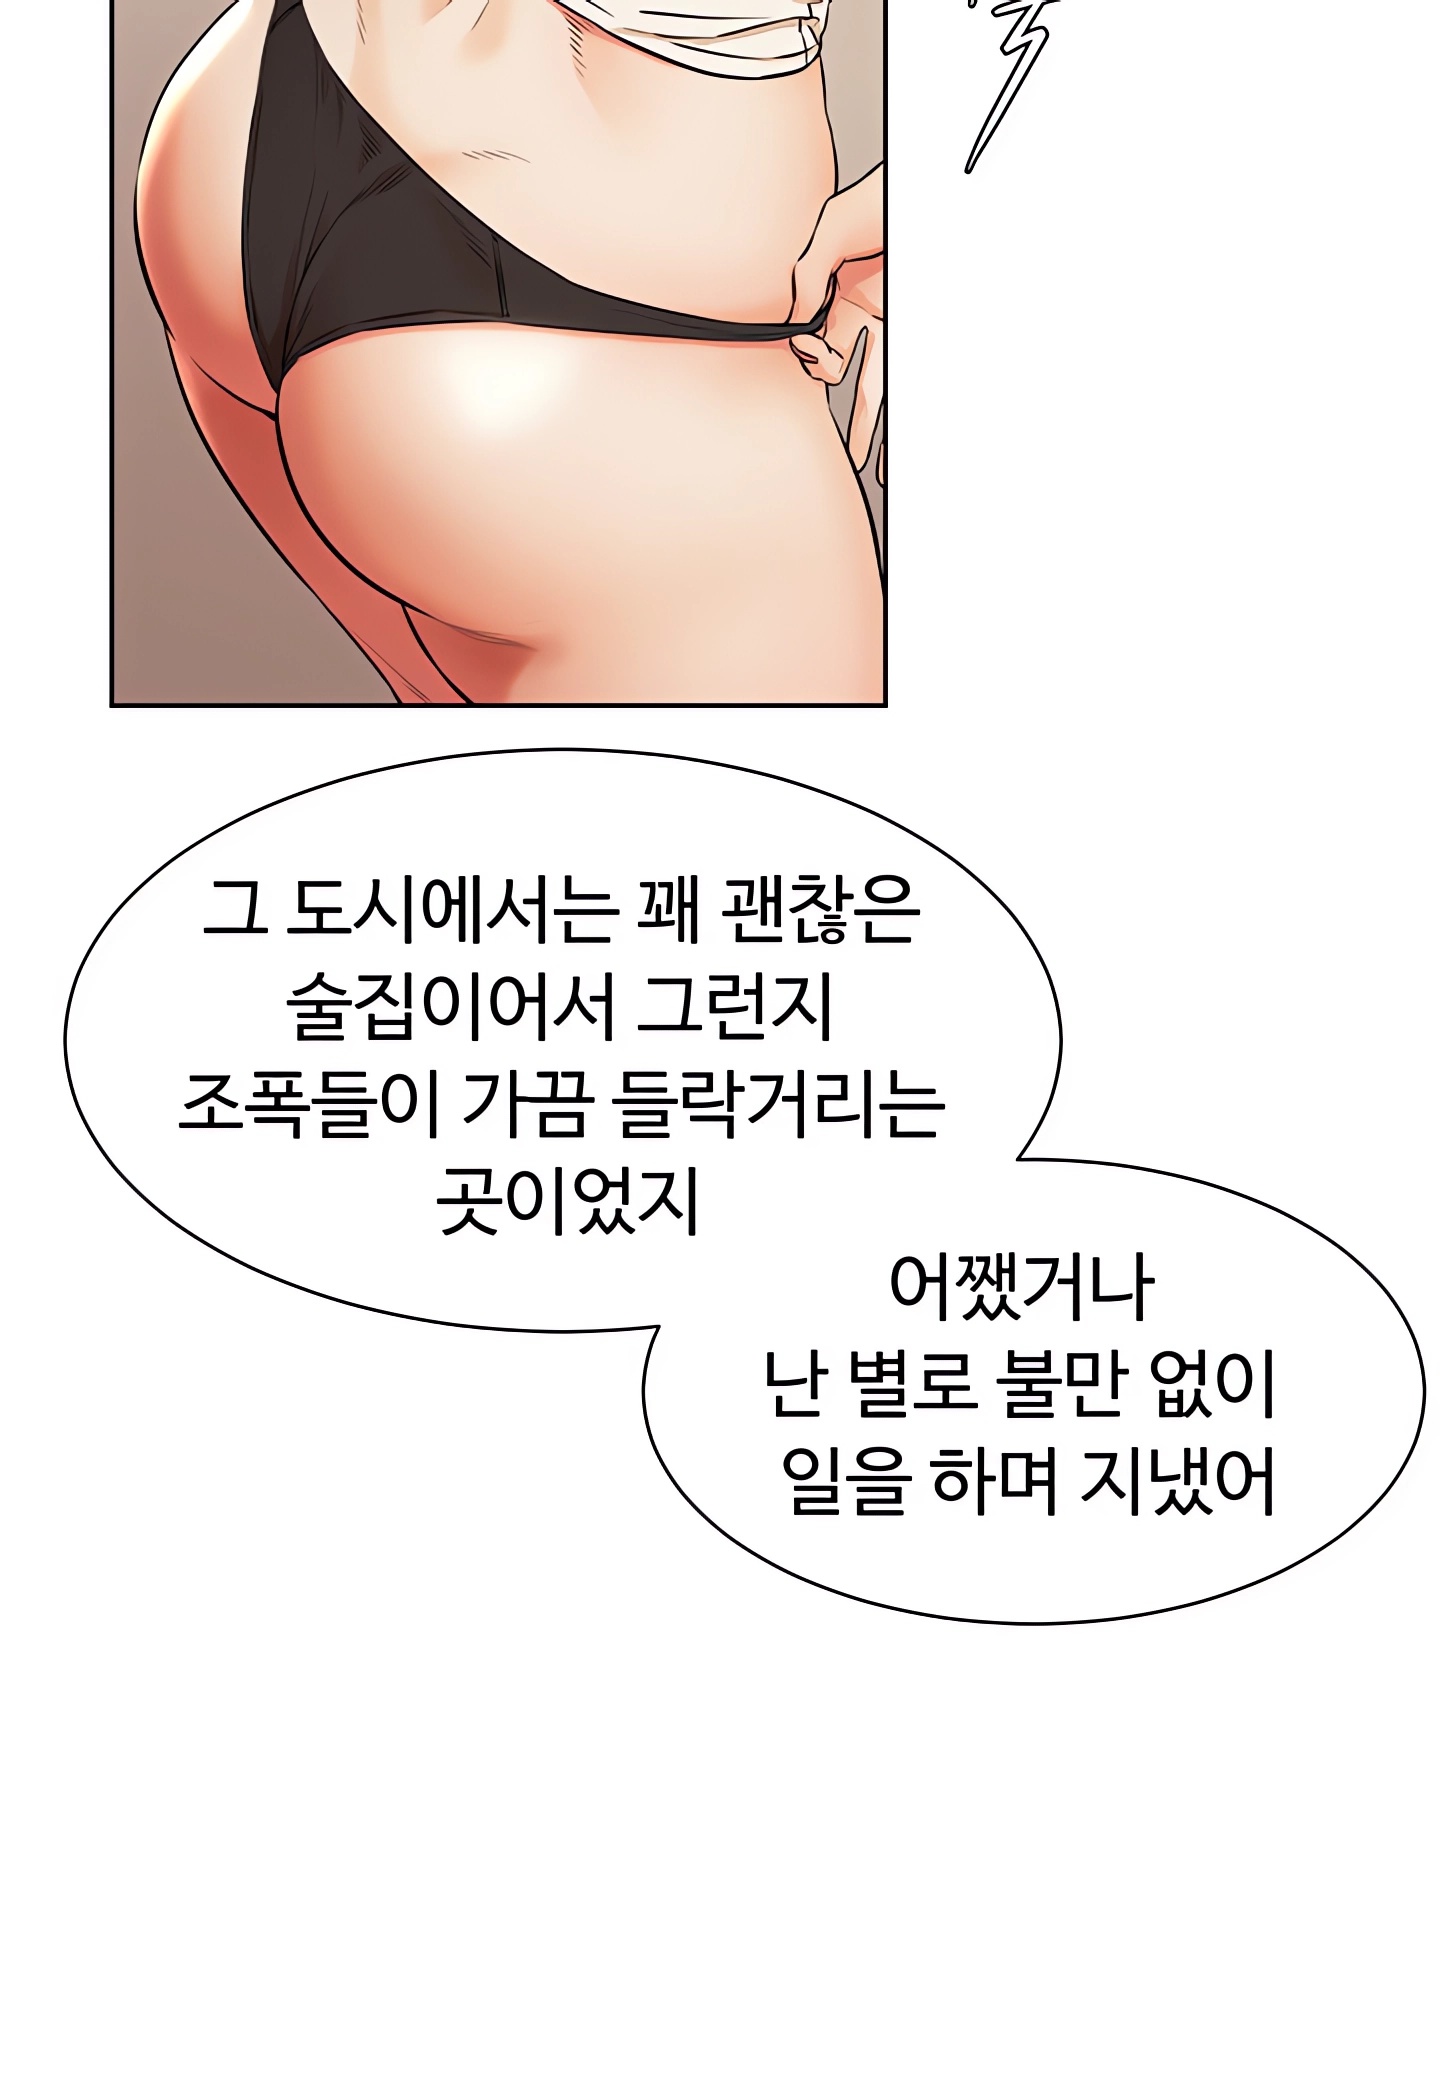 그 도시에서는 꽤 괜찮은
술집이어서 그런지
조폭들이 가끔 들락거리는
곳이었지
어쨌거나
난 별로 불만 없이
일을 하며 지냈어